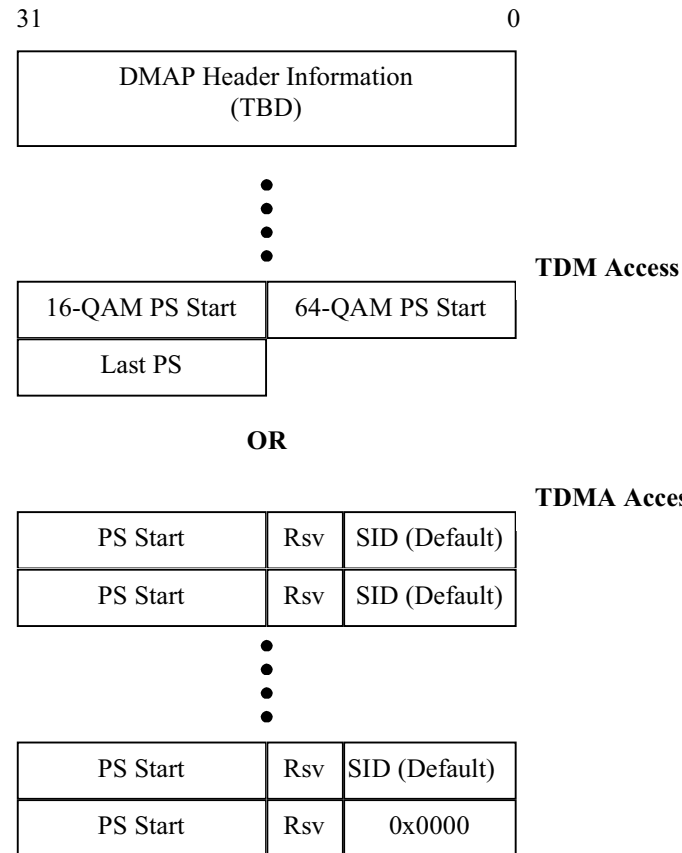 31 0
DMAP Header Information
(TBD)
TDM Access
16-QAM PS Start 64-QAM PS Start
Last PS
OR
TDMA Acces
PS Start Rsv SID (Default)
PS Start Rsv SID (Default)
PS Start Rsv SID (Default)
PS Start Rsv 0x0000